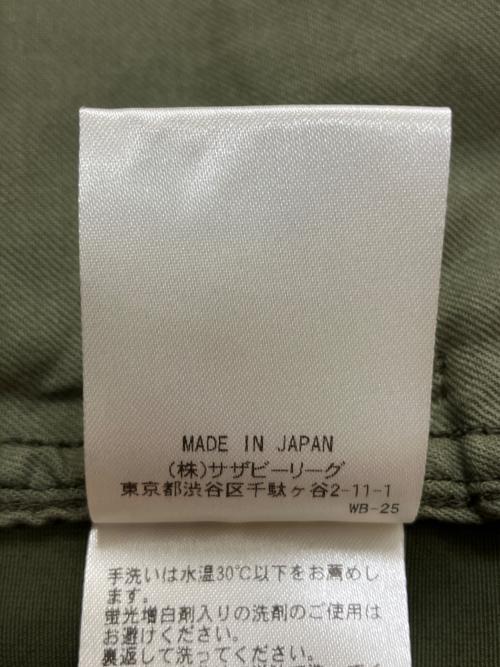 MADE IN JAPAN
(株)サザビーリーグ
東京都渋谷区千駄ヶ谷2-11-1
WB-25
手洗いは水温30℃以下をお薦めし
ます。
蛍光増白剤入りの洗剤のご使用は
お避けください。
裏返して洗ってください。